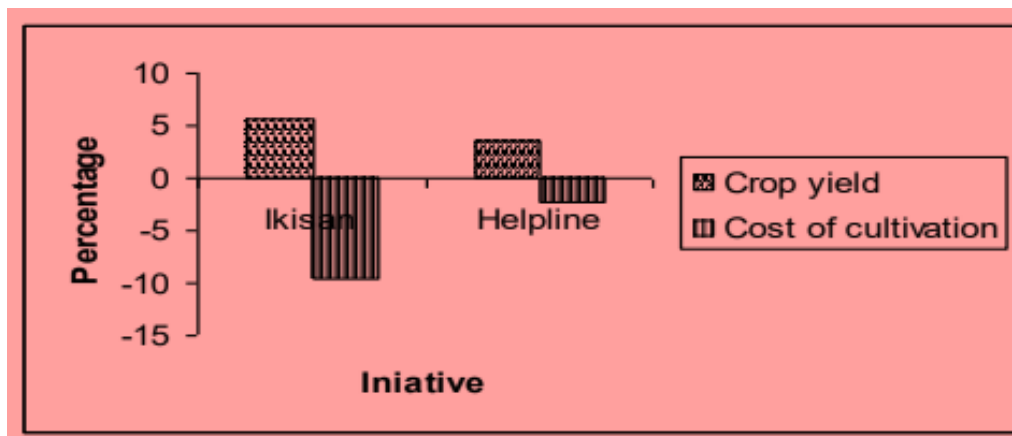 10
5
0
-5
-10
-15
Percentage
Ikisan
Helpline
Iniative
Crop yield
Cost of cultivation